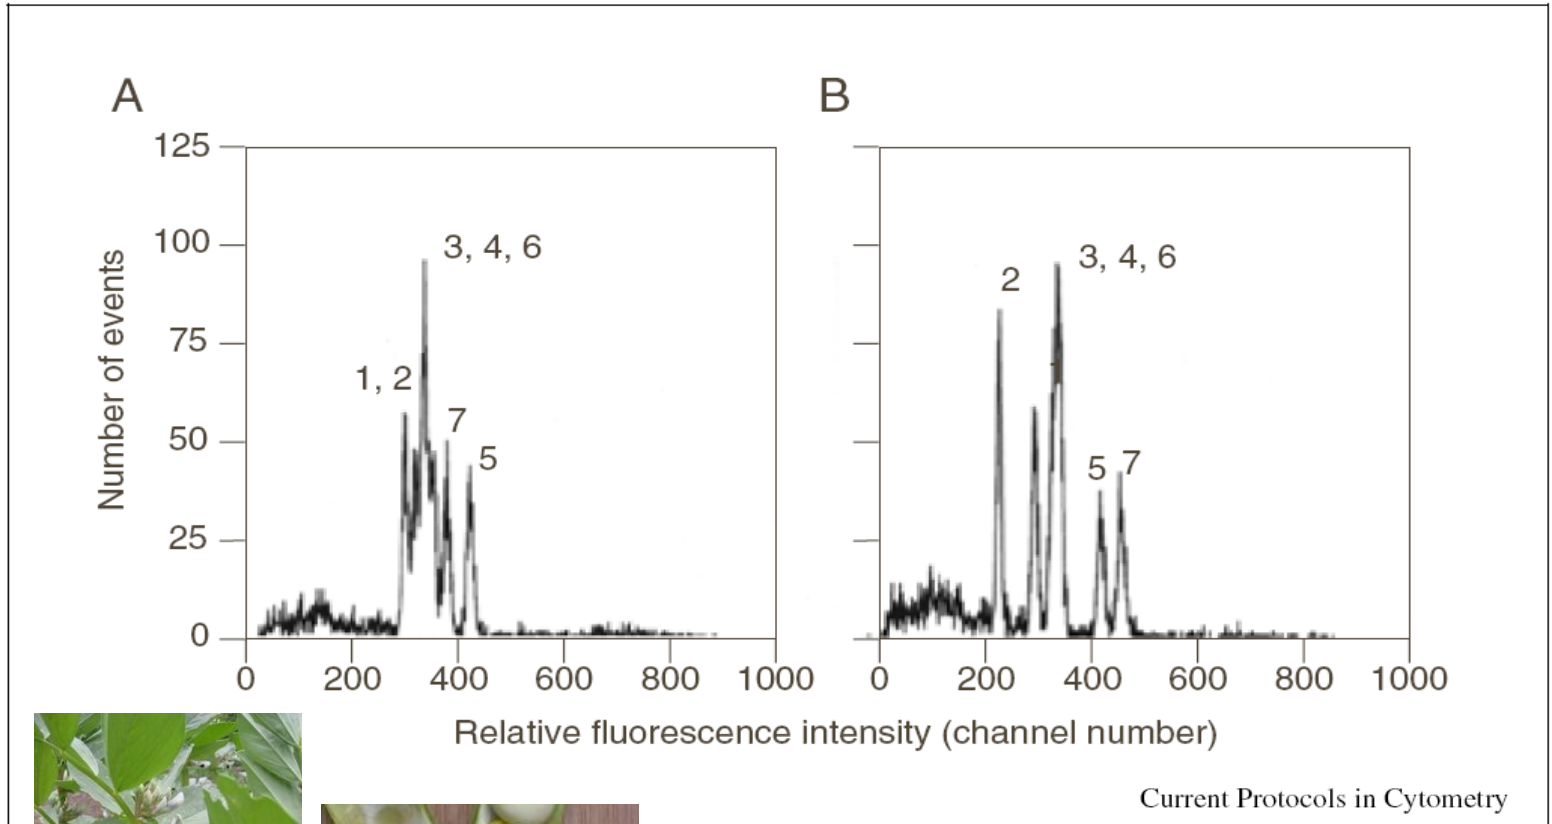 A
B
125
100
75
50
25
0
Number of events
3, 4, 6
1, 2
7
5
2
3, 4, 6
1
5
7
0 200 400 600 800 1000
0 200 400 600 800 1000
Relative fluorescence intensity (channel number)
Current Protocols in Cytometry